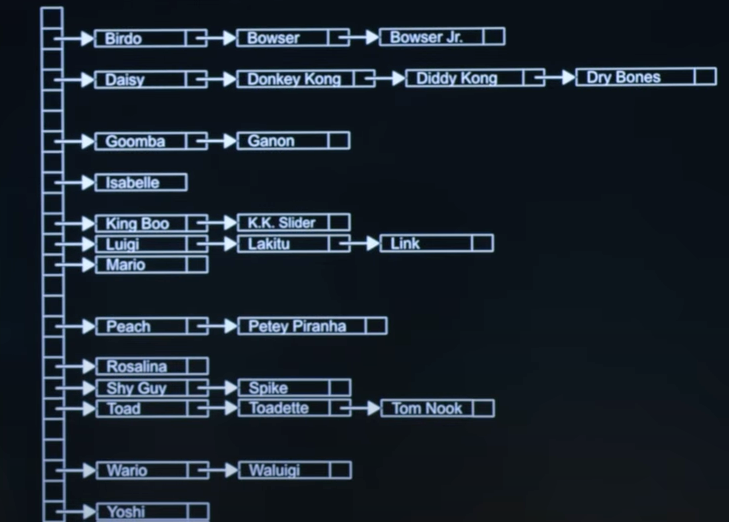 Birdo Bowser Bowser Jr.
Daisy Donkey Kong Diddy Kong Dry Bones
Goomba Ganon
Isabelle
King Boo K.K. Slider
Luigi Lakitu Link
Mario
Peach Petey Piranha
Rosalina
Shy Guy Spike
Toad Toadette Tom Nook
Wario Waluigi
Yoshi